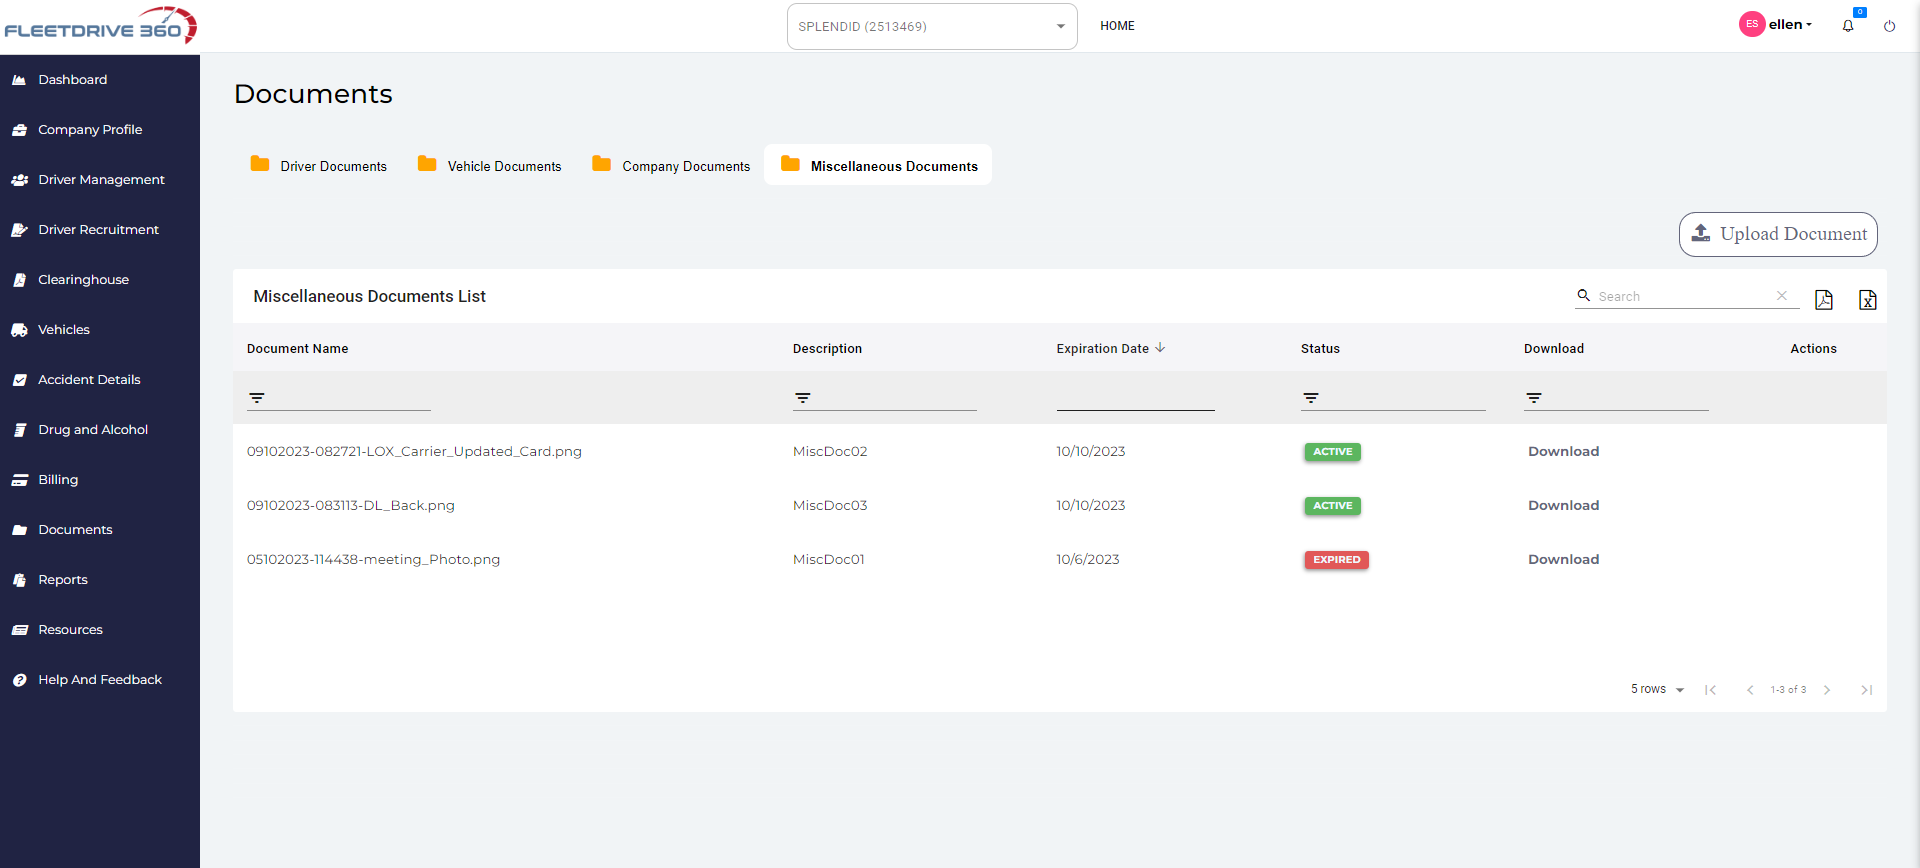 FLEETDRIVE 360
SPLENDID (2513469)
HOME
ES
ellen
0
Dashboard
Company Profile
Driver Management
Driver Recruitment
Clearinghouse
Vehicles
Accident Details
Drug and Alcohol
Billing
Documents
Reports
Resources
Help And Feedback
Documents
Driver Documents
Vehicle Documents
Company Documents
Miscellaneous Documents
Upload Document
Miscellaneous Documents List
Search
Document Name Description Expiration Date Status Download Actions
09102023-082721-LOX_Carrier_Updated_Card.png MiscDoc02 10/10/2023 ACTIVE Download
09102023-083113-DL_Back.png MiscDoc03 10/10/2023 ACTIVE Download
05102023-114438-meeting_Photo.png MiscDoc01 10/6/2023 EXPIRED Download
5 rows 1-3 of 3